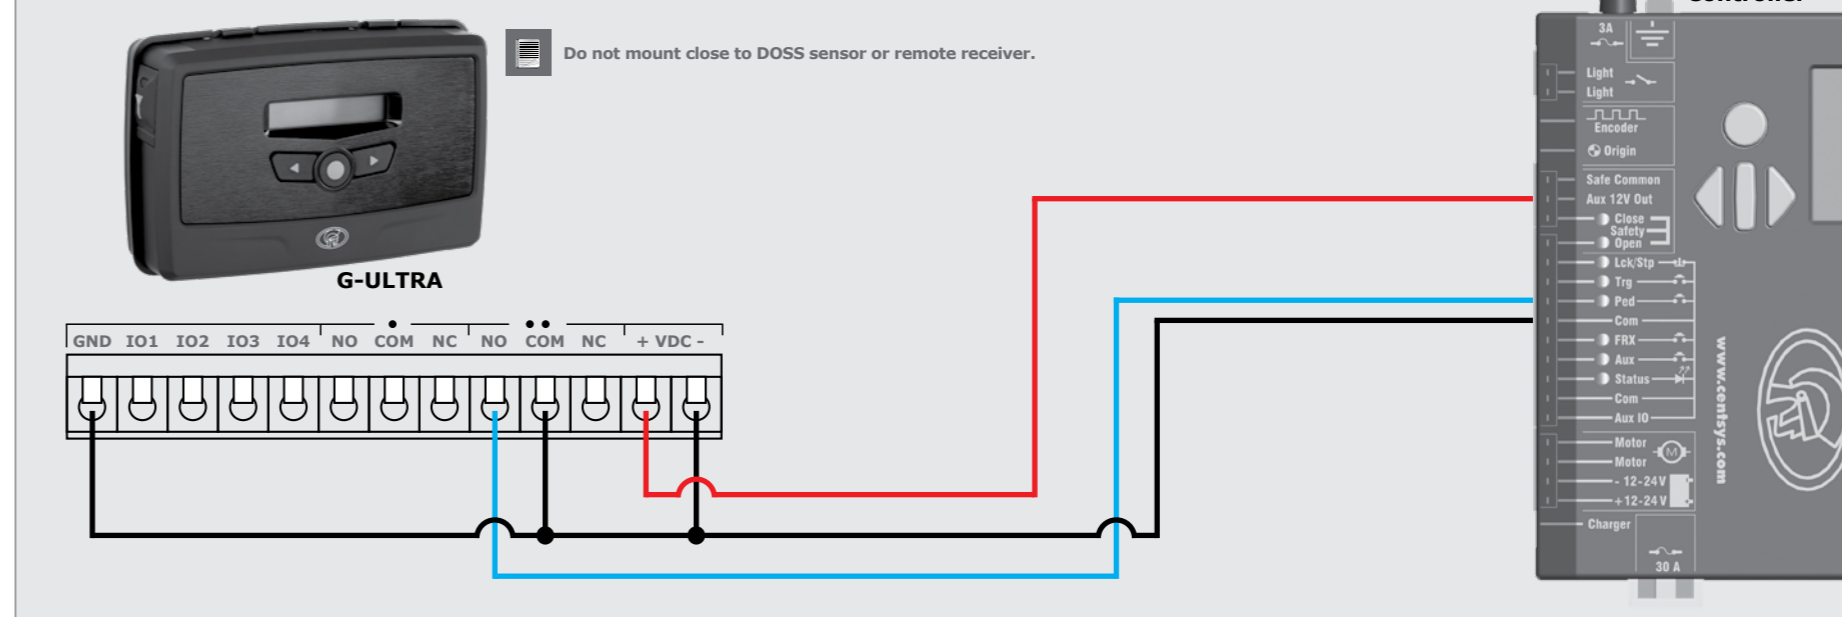 Controller
Do not mount close to DOSS sensor or remote receiver.
G-ULTRA
GND IO1 IO2 IO3 IO4 NO COM NC NO COM NC + VDC -
3A
Light
Light
Encoder
Origin
Safe Common
Aux 12V Out
Close
Safety
Open
Lck/Stp
Trg
Ped
Com
FRX
Aux
Status
Com
Aux IO
Motor
M
Motor
- 12-24V
+12-24V
Charger
30 A
www.centsys.com